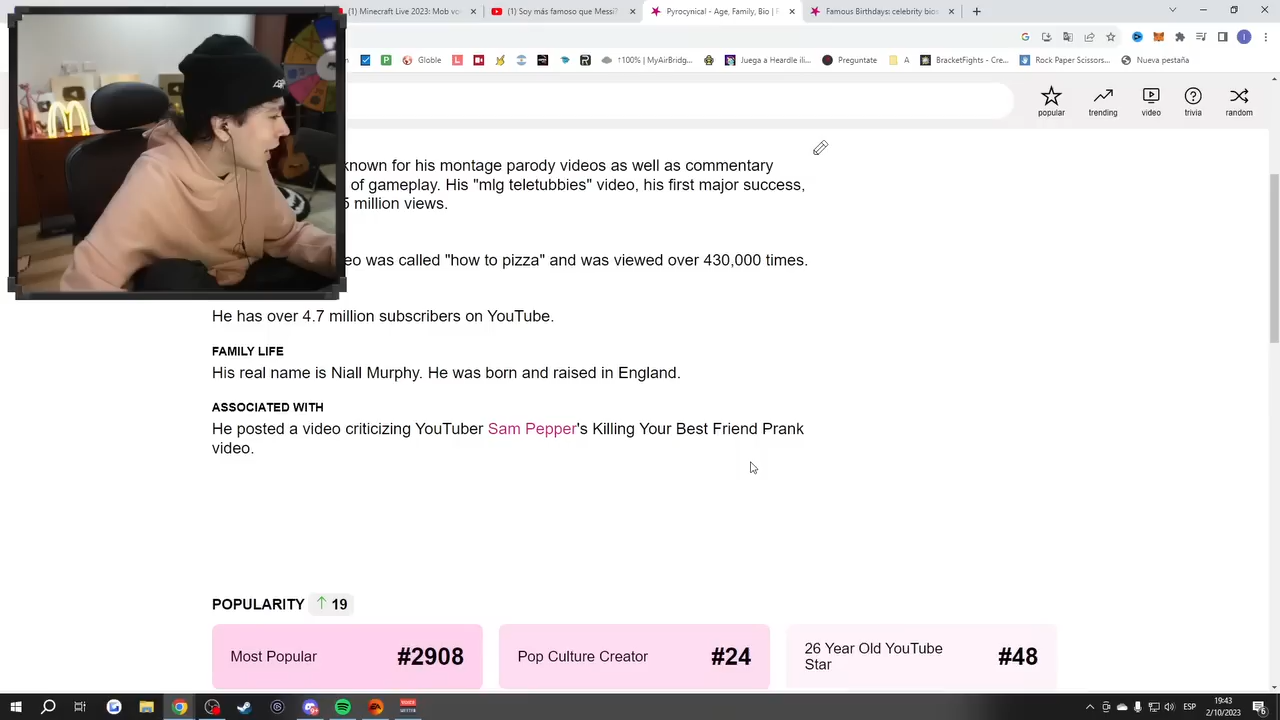 (1) Minecraft Live 2023: Mob vo
(1) Soy más famoso que Messi?
Pyrocynical - Age, Family, Bio |
Famous Birthdays: celebrity bios
Globle
↑100% | MyAirBridg...
Juega a Heardle ili...
Preguntate
A
BracketFights - Cre...
Rock Paper Scissors...
Nueva pestaña
popular
trending
video
trivia
random
known for his montage parody videos as well as commentary
of gameplay. His "mlg teletubbies" video, his first major success,
5 million views.
eo was called "how to pizza" and was viewed over 430,000 times.
He has over 4.7 million subscribers on YouTube.
FAMILY LIFE
His real name is Niall Murphy. He was born and raised in England.
ASSOCIATED WITH
He posted a video criticizing YouTuber Sam Pepper's Killing Your Best Friend Prank
video.
POPULARITY ↑ 19
Most Popular #2908
Pop Culture Creator #24
26 Year Old YouTube
Star #48
ESP
19:43
2/10/2023
6